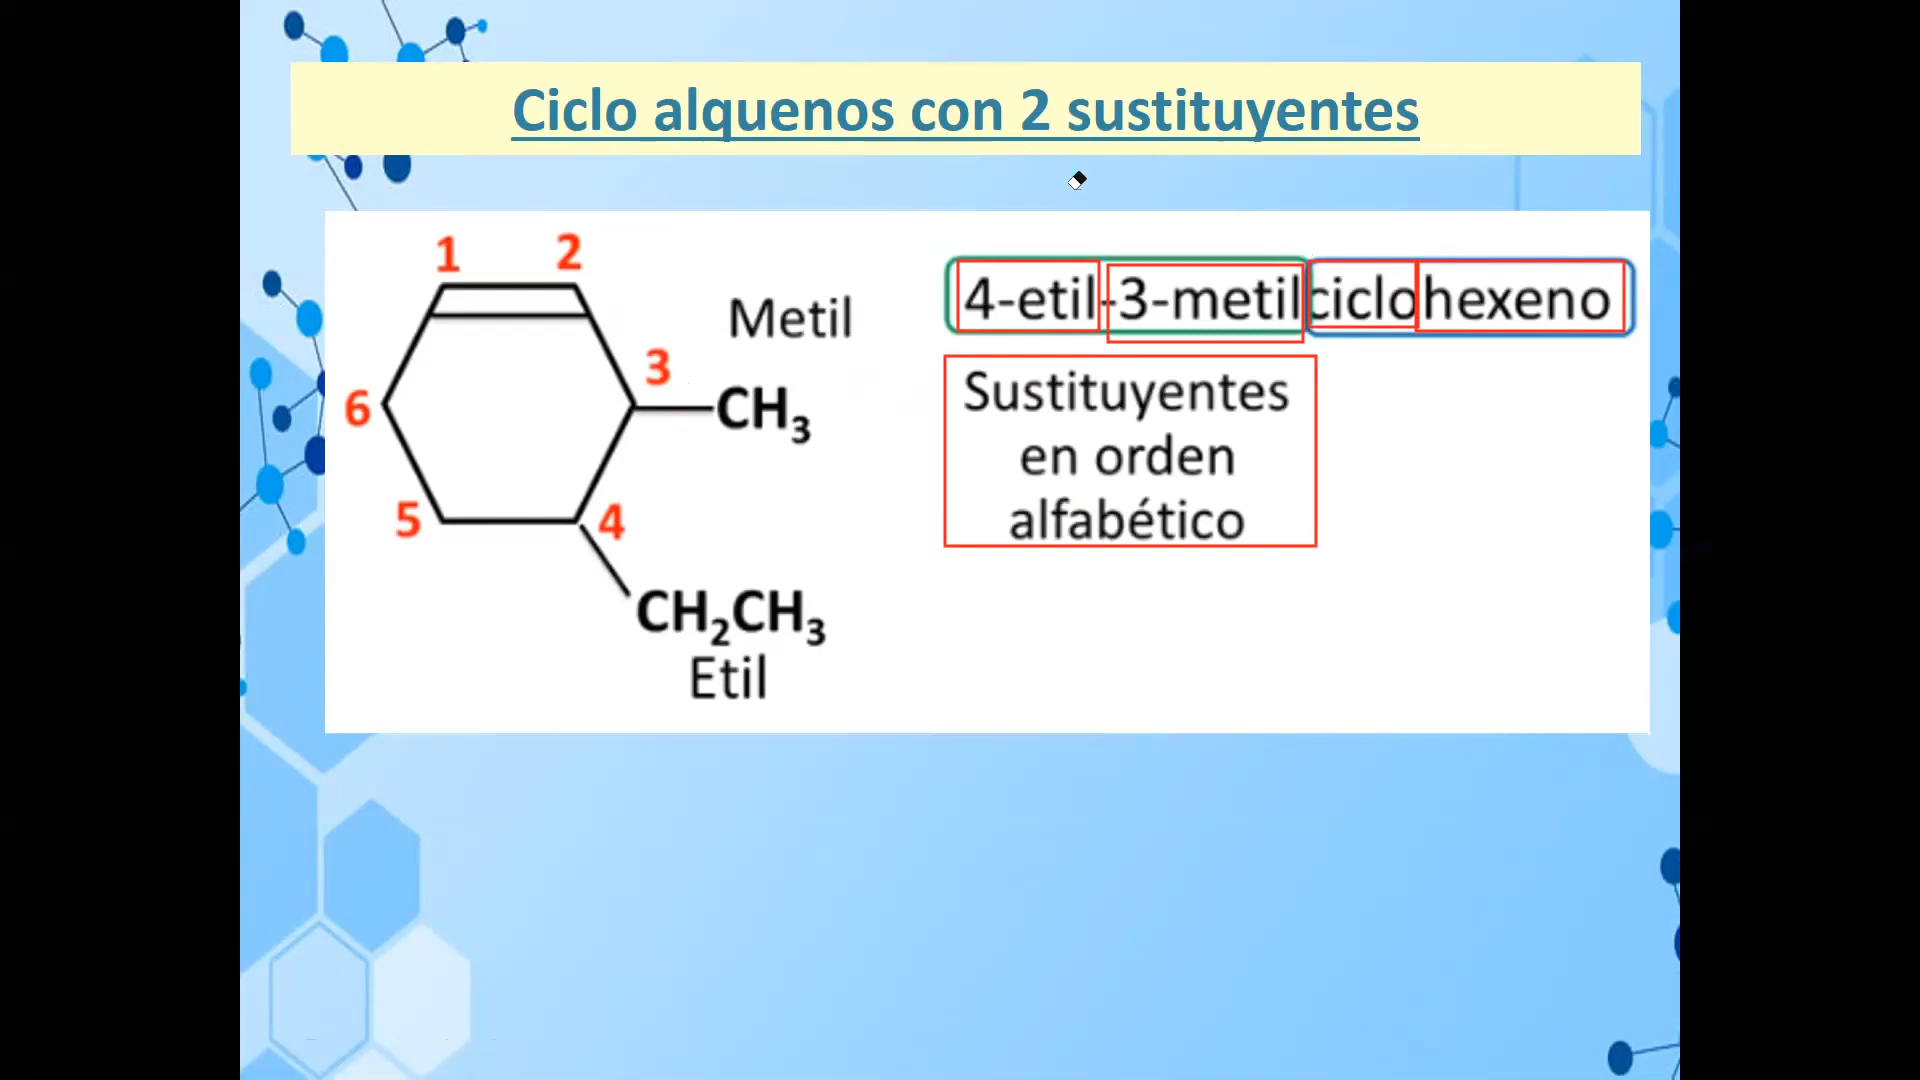 Ciclo alquenos con 2 sustituyentes
1 2
Metil
4-etil-3-metilciclohexeno
3
6
CH₃
Sustituyentes
en orden
alfabético
5
4
CH₂CH₃
Etil